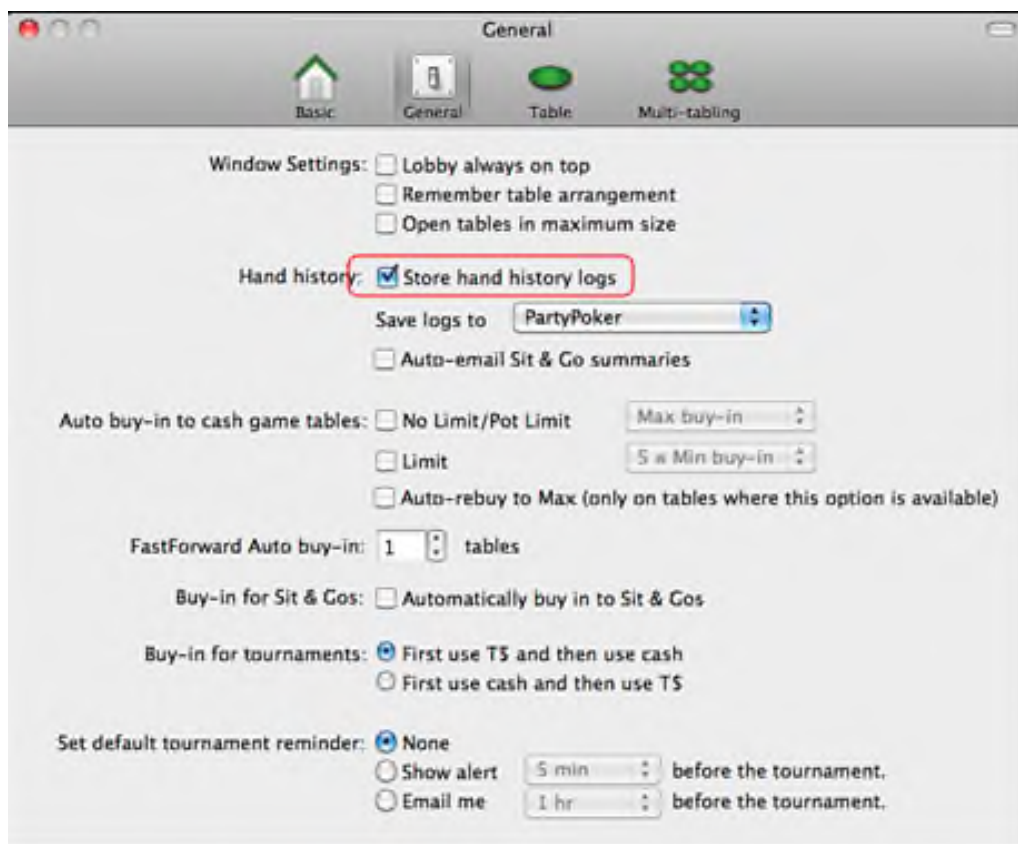 General
Basic General Table Multi-tabling
Window Settings: Lobby always on top
Remember table arrangement
Open tables in maximum size
Hand history: Store hand history logs
Save logs to PartyPoker
Auto-email Sit & Go summaries
Auto buy-in to cash game tables: No Limit/Pot Limit Max buy-in
Limit 5 x Min buy-in
Auto-rebuy to Max (only on tables where this option is available)
FastForward Auto buy-in: 1 tables
Buy-in for Sit & Gos: Automatically buy in to Sit & Gos
Buy-in for tournaments: First use T$ and then use cash
First use cash and then use T$
Set default tournament reminder: None
Show alert 5 min before the tournament.
Email me 1 hr before the tournament.